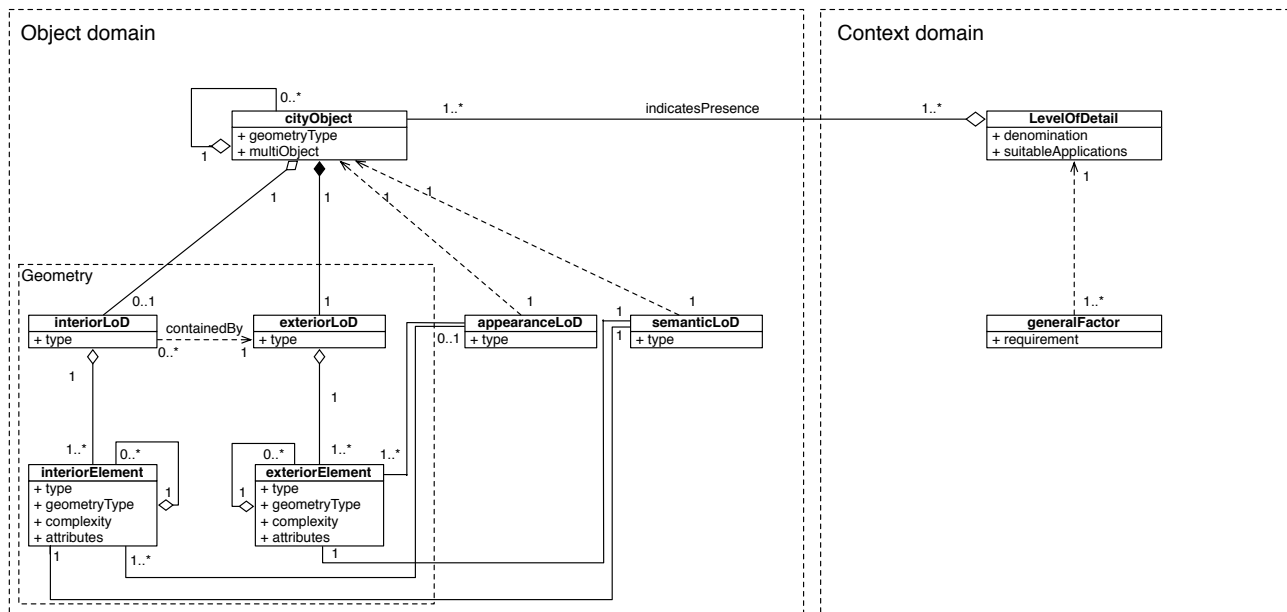 Object domain
Context domain
0..*
cityObject
+ geometryType
+ multiObject
1
1..*
indicatesPresence
1..*
LevelOfDetail
+ denomination
+ suitableApplications
1
1
1
1
1
Geometry
0..1
1
1
1
1..*
interiorLoD
+ type
containedBy
0..*
1
exteriorLoD
+ type
0..1
appearanceLoD
+ type
1
1
semanticLoD
+ type
generalFactor
+ requirement
1
1
1..*
0..*
1
interiorElement
+ type
+ geometryType
+ complexity
+ attributes
0..*
1..*
1..*
1
exteriorElement
+ type
+ geometryType
+ complexity
+ attributes
1
1..*
1